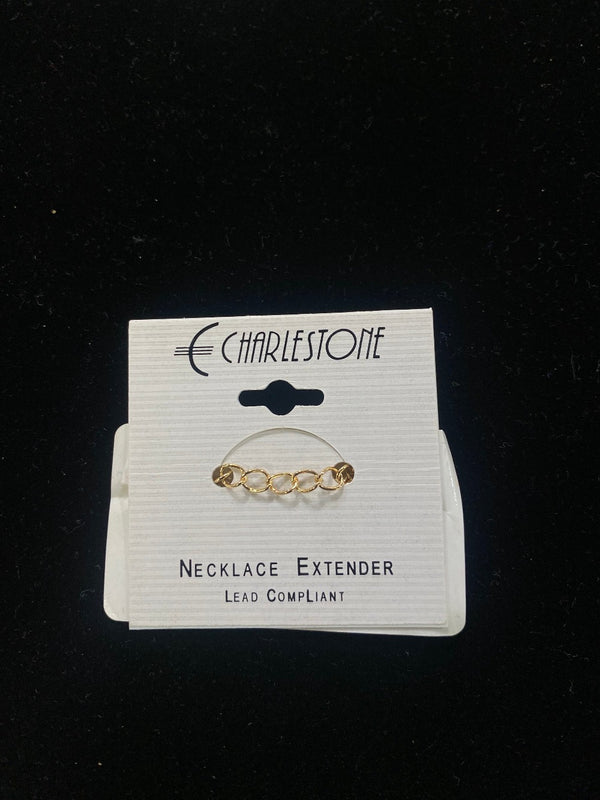 CHARLESTONE
NECKLACE EXTENDER
LEAD COMPLIANT